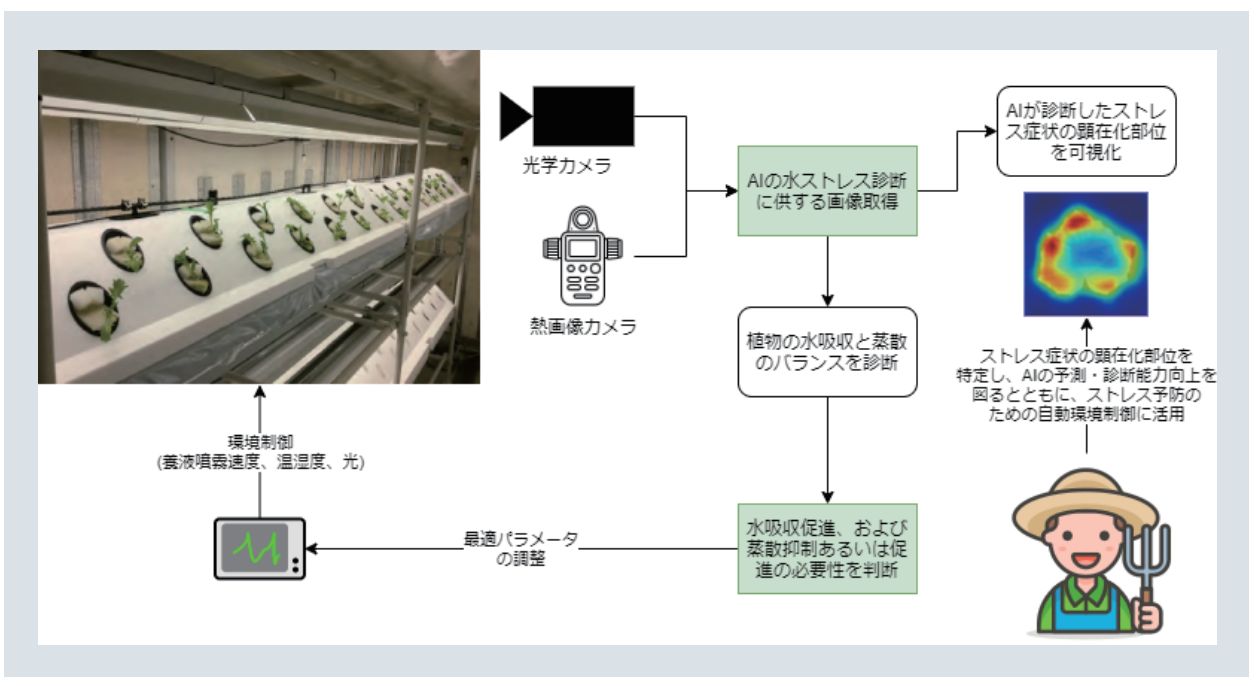 光学カメラ
熱画像カメラ
AIの水ストレス診断
に供する画像取得
AIが診断したストレ
ス症状の顕在化部位
を可視化
植物の水吸収と蒸散
のバランスを診断
ストレス症状の顕在化部位を
特定し、AIの予測・診断能力向上を
図るとともに、ストレス予防の
ための自動環境制御に活用
環境制御
(養液噴霧速度、温湿度、光)
最適パラメータ
の調整
水吸収促進、および
蒸散抑制あるいは促
進の必要性を判断